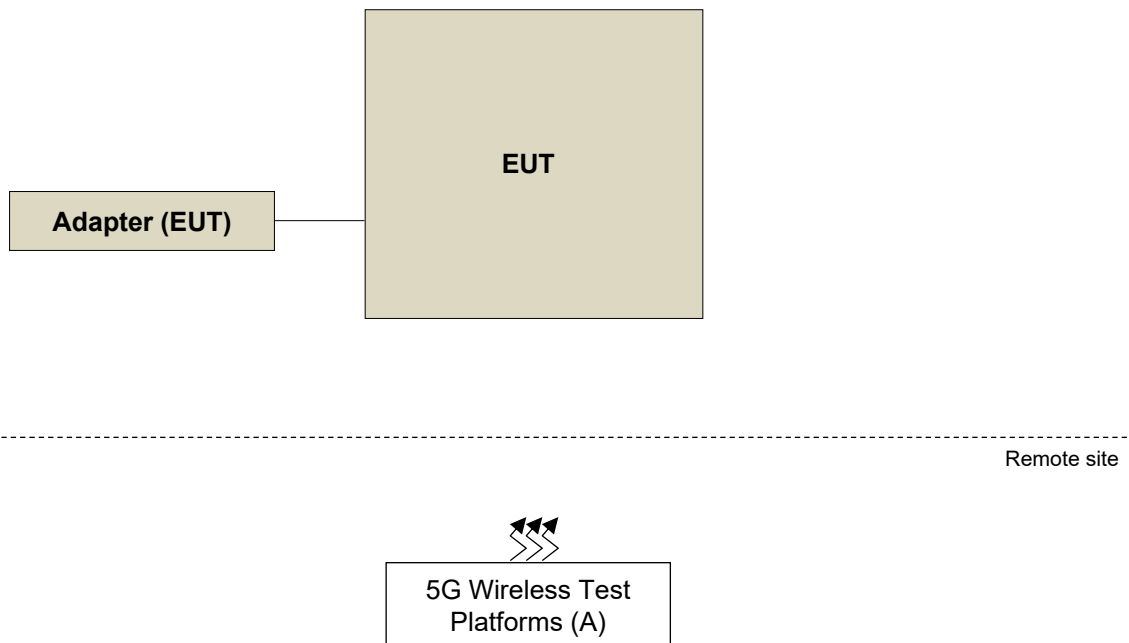 EUT
Adapter (EUT)
Remote site
5G Wireless Test
Platforms (A)